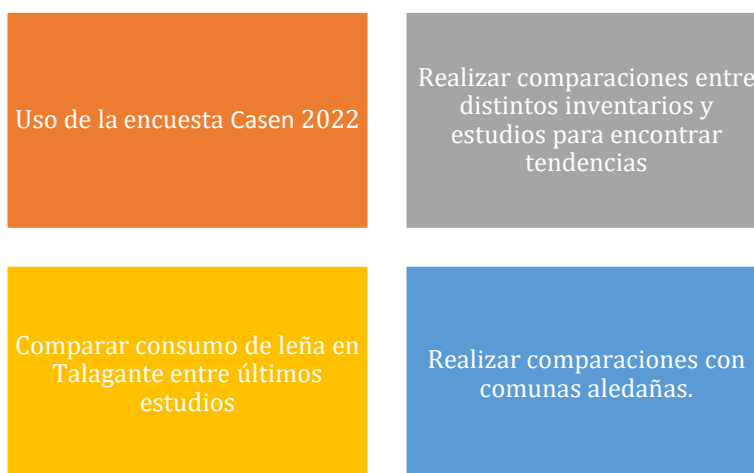 Uso de la encuesta Casen 2022
Realizar comparaciones entre
distintos inventarios y
estudios para encontrar
tendencias
Comparar consumo de leña en
Talagante entre últimos
estudios
Realizar comparaciones con
comunas aledañas.